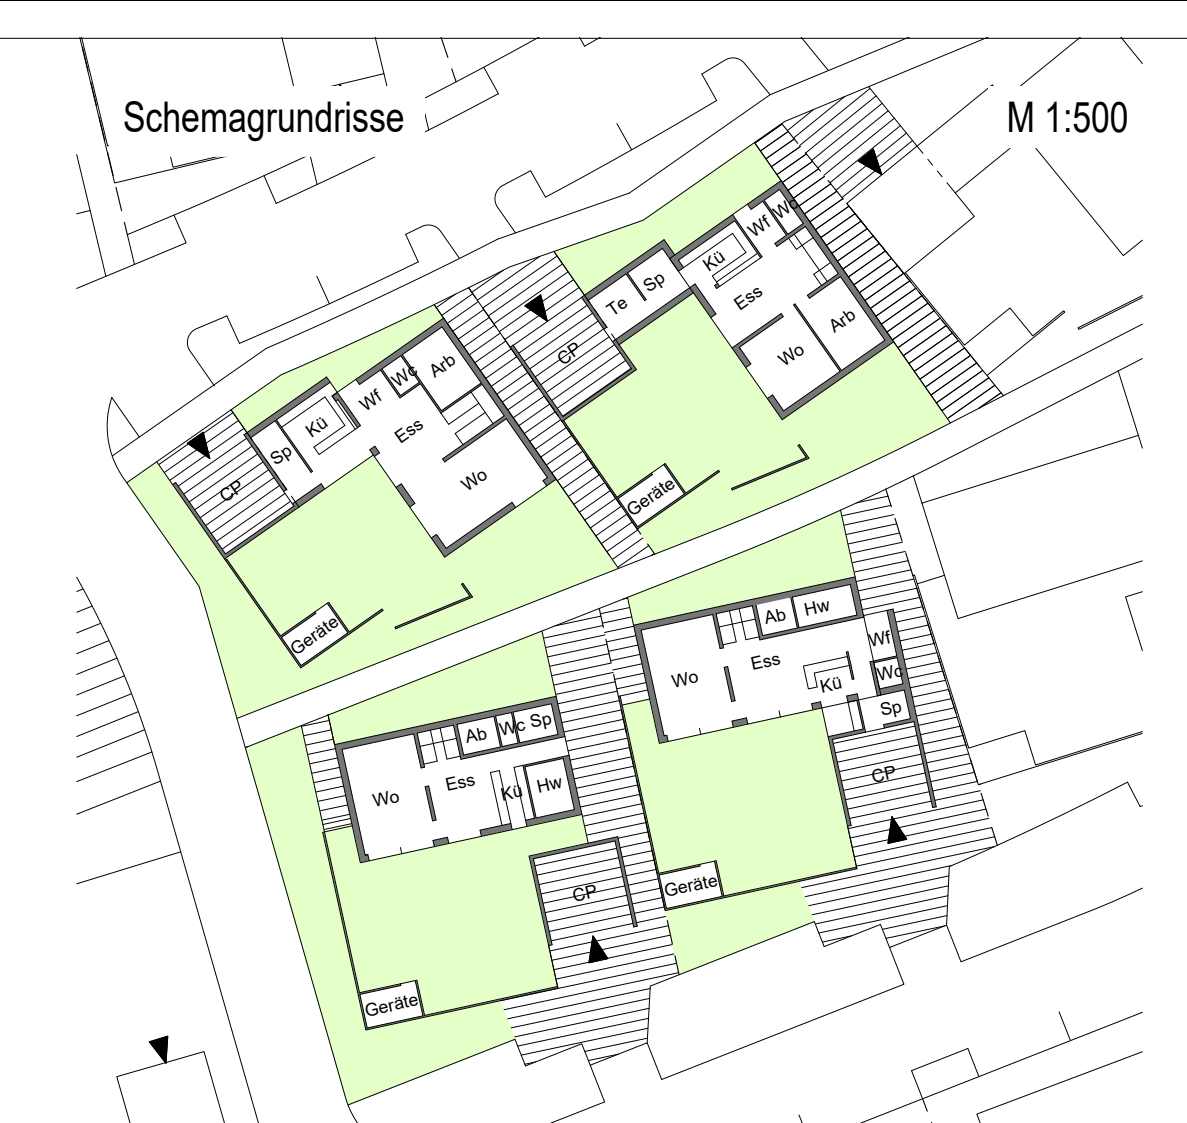 Schemagrundrisse
M 1:500
Wc
Wf
Kü
Sp
Te
Ess
Arb
Wo
CP
Geräte
Arb
Wc
Wf
Kü
Sp
Ess
Wo
CP
Geräte
Ab
Hw
Wf
Wo
Ess
Kü
Wc
Sp
CP
Geräte
Ab
Wc
Sp
Wo
Ess
Kü
Hw
CP
Geräte